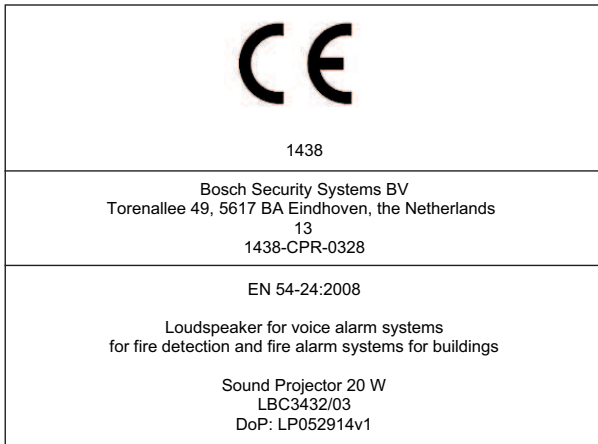 CE
1438
Bosch Security Systems BV
Torenallee 49, 5617 BA Eindhoven, the Netherlands
13
1438-CPR-0328
EN 54-24:2008
Loudspeaker for voice alarm systems
for fire detection and fire alarm systems for buildings
Sound Projector 20 W
LBC3432/03
DoP: LP052914v1